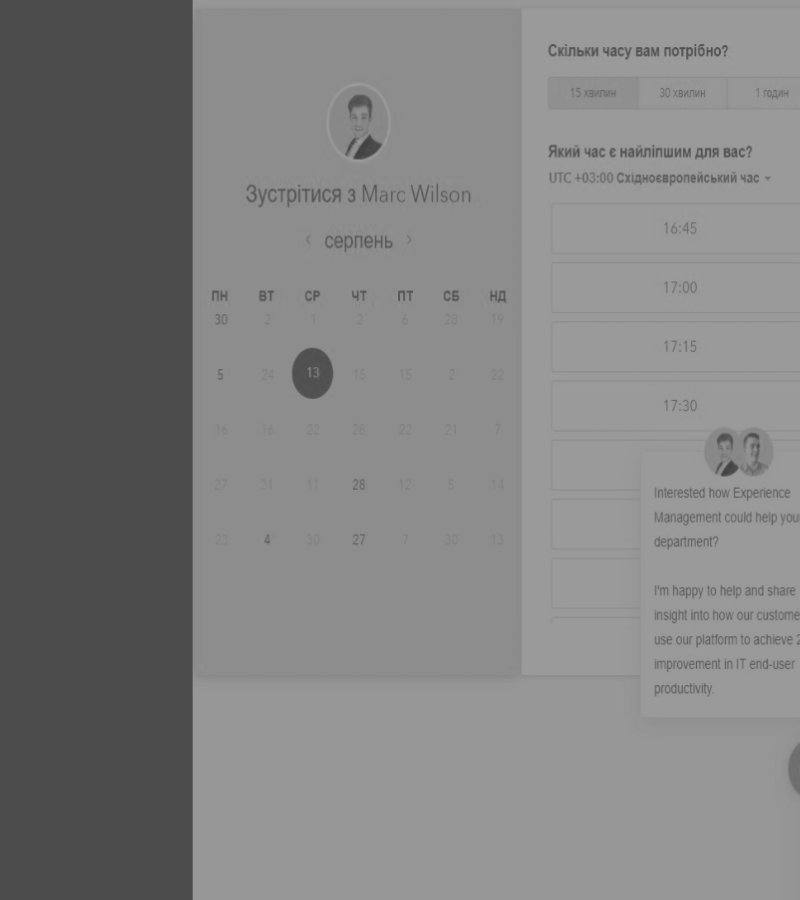 Зустрітися з Marc Wilson
серпень
ПН ВТ СР ЧТ ПТ СБ НД
30 2 1 2 6 26 19
5 24 13 15 15 2 22
16 16 22 28 22 21 7
27 21 11 28 12 5 14
23 4 30 27 7 30 13
Скільки часу вам потрібно?
15 хвилин 30 хвилин 1 годин
Який час є найліпшим для вас?
UTC +03:00 Східноєвропейський час
16:45
17:00
17:15
17:30
Interested how Experience
Management could help your
department?
I'm happy to help and share
insight into how our custome
use our platform to achieve 2
improvement in IT end-user
productivity.